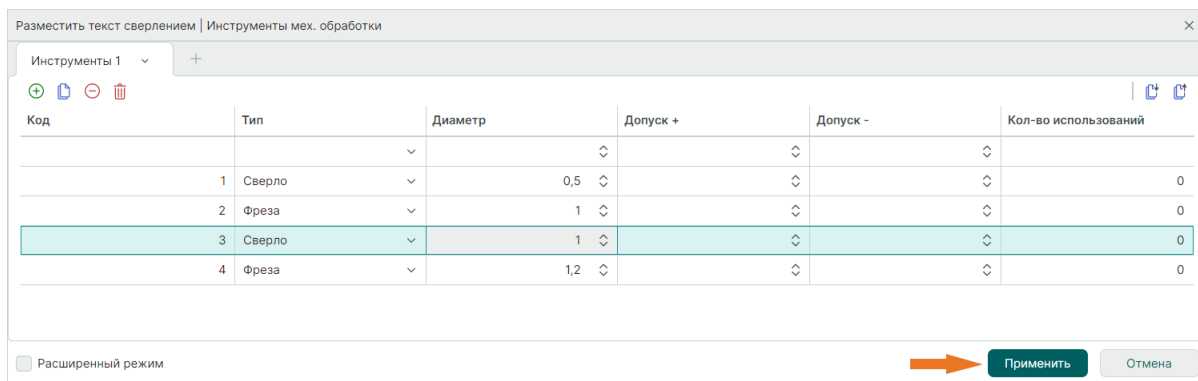 Разместить текст сверлением | Инструменты мех. обработки
Инструменты 1
Код Тип Диаметр Допуск + Допуск - Кол-во использований
1 Сверло 0,5 0
2 Фреза 1 0
3 Сверло 1 0
4 Фреза 1,2 0
Расширенный режим Применить Отмена